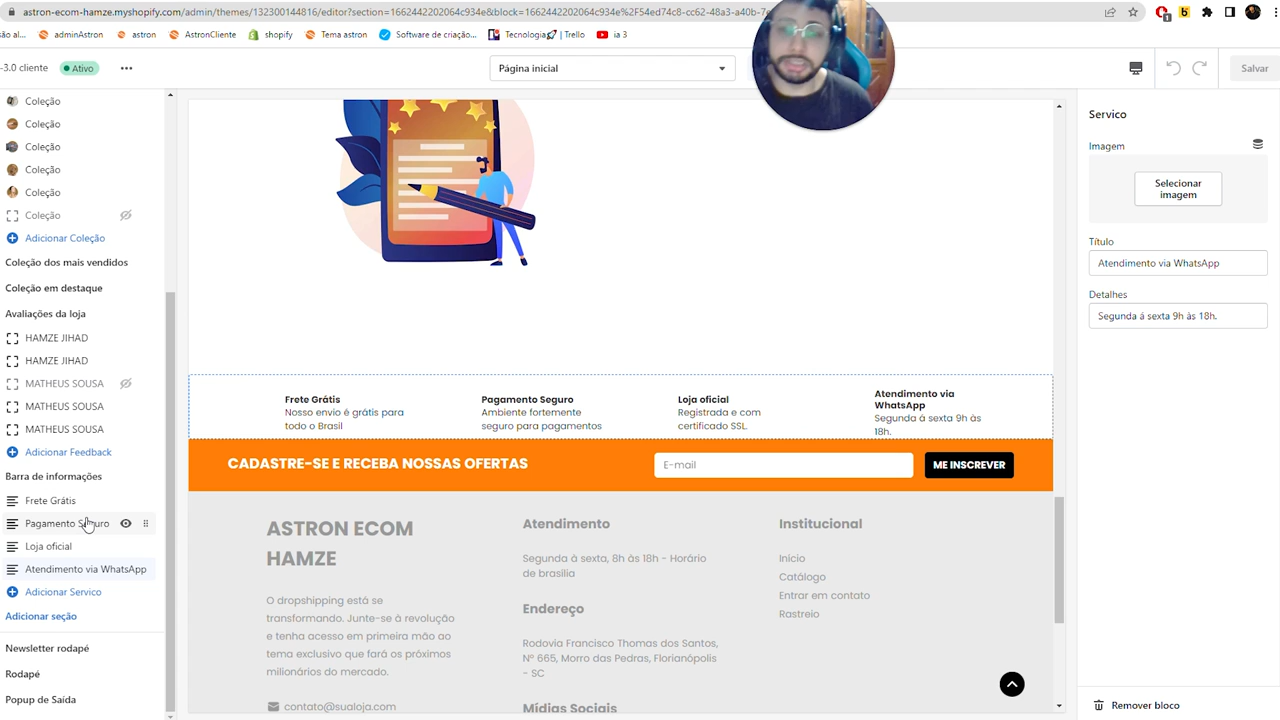 astron-ecom-hamze.myshopify.com/admin/themes/132300144816/editor?section=1662442202064c934e&block=1662442202064c934e%2F54ed74c8-cc62-48a3-a40b-7e
são al...
adminAstron
astron
AstronCliente
shopify
Tema astron
Software de criação...
Tecnologia🚀 | Trello
ia 3
-3.0 cliente
Ativo
Página inicial
Salvar
Coleção
Coleção
Coleção
Coleção
Coleção
Coleção
Adicionar Coleção
Coleção dos mais vendidos
Coleção em destaque
Avaliações da loja
HAMZE JIHAD
HAMZE JIHAD
MATHEUS SOUSA
MATHEUS SOUSA
MATHEUS SOUSA
Adicionar Feedback
Barra de informações
Frete Grátis
Pagamento Seguro
Loja oficial
Atendimento via WhatsApp
Adicionar Servico
Adicionar seção
Newsletter rodapé
Rodapé
Popup de Saída
Frete Grátis
Nosso envio é grátis para
todo o Brasil
Pagamento Seguro
Ambiente fortemente
seguro para pagamentos
Loja oficial
Registrada e com
certificado SSL.
Atendimento via
WhatsApp
Segunda á sexta 9h às
18h.
CADASTRE-SE E RECEBA NOSSAS OFERTAS
E-mail
ME INSCREVER
ASTRON ECOM
HAMZE
O dropshipping está se
transformando. Junte-se à revolução
e tenha acesso em primeira mão ao
tema exclusivo que fará os próximos
milionários do mercado.
contato@sualoja.com
Atendimento
Segunda à sexta, 8h às 18h - Horário
de brasília
Endereço
Rodovia Francisco Thomas dos Santos,
Nº 665, Morro das Pedras, Florianópolis
- SC
Mídias Sociais
Institucional
Início
Catálogo
Entrar em contato
Rastreio
Servico
Imagem
Selecionar
imagem
Título
Atendimento via WhatsApp
Detalhes
Segunda á sexta 9h às 18h.
Remover bloco